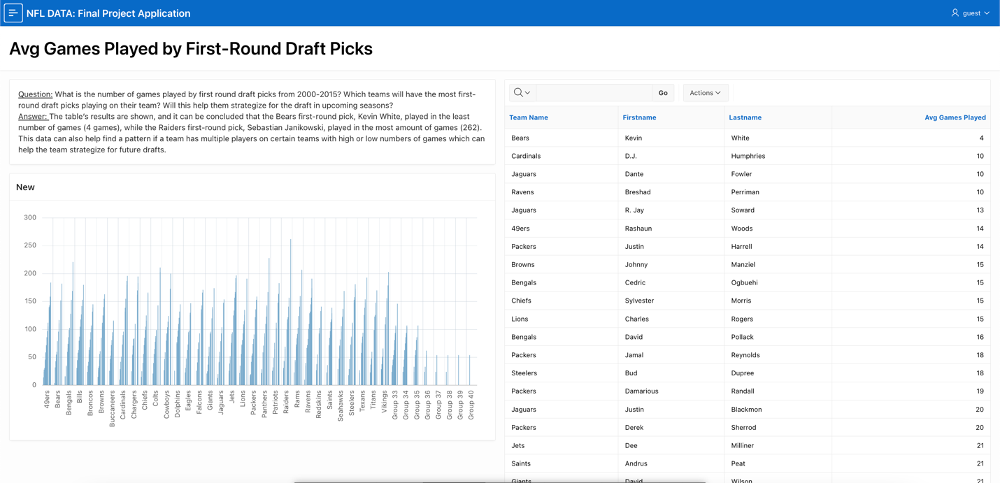 NFL DATA: Final Project Application
guest
Avg Games Played by First-Round Draft Picks
Question: What is the number of games played by first round draft picks from 2000-2015? Which teams will have the most first-
round draft picks playing on their team? Will this help them strategize for the draft in upcoming seasons?
Answer: The table's results are shown, and it can be concluded that the Bears first-round pick, Kevin White, played in the least
number of games (4 games), while the Raiders first-round pick, Sebastian Janikowski, played in the most amount of games (262).
This data can also help find a pattern if a team has multiple players on certain teams with high or low numbers of games which can
help the team strategize for future drafts.
New
300
250
200
150
100
50
0
49ers
Bears
Bengals
Bills
Broncos
Browns
Buccaneers
Cardinals
Chargers
Chiefs
Colts
Cowboys
Dolphins
Eagles
Falcons
Giants
Jaguars
Jets
Lions
Packers
Panthers
Patriots
Raiders
Rams
Ravens
Redskins
Saints
Seahawks
Steelers
Texans
Titans
Vikings
Group 33
Group 34
Group 35
Group 36
Group 37
Group 38
Group 39
Group 40
Go
Actions
Team Name Firstname Lastname Avg Games Played
Bears Kevin White 4
Cardinals D.J. Humphries 10
Jaguars Dante Fowler 10
Ravens Breshad Perriman 10
Jaguars R. Jay Soward 13
49ers Rashaun Woods 14
Packers Justin Harrell 14
Browns Johnny Manziel 15
Bengals Cedric Ogbuehi 15
Chiefs Sylvester Morris 15
Lions Charles Rogers 15
Bengals David Pollack 16
Packers Jamal Reynolds 18
Steelers Bud Dupree 18
Packers Damarious Randall 19
Jaguars Justin Blackmon 20
Packers Derek Sherrod 20
Jets Dee Milliner 21
Saints Andrus Peat 21
Giants David Wilson 21